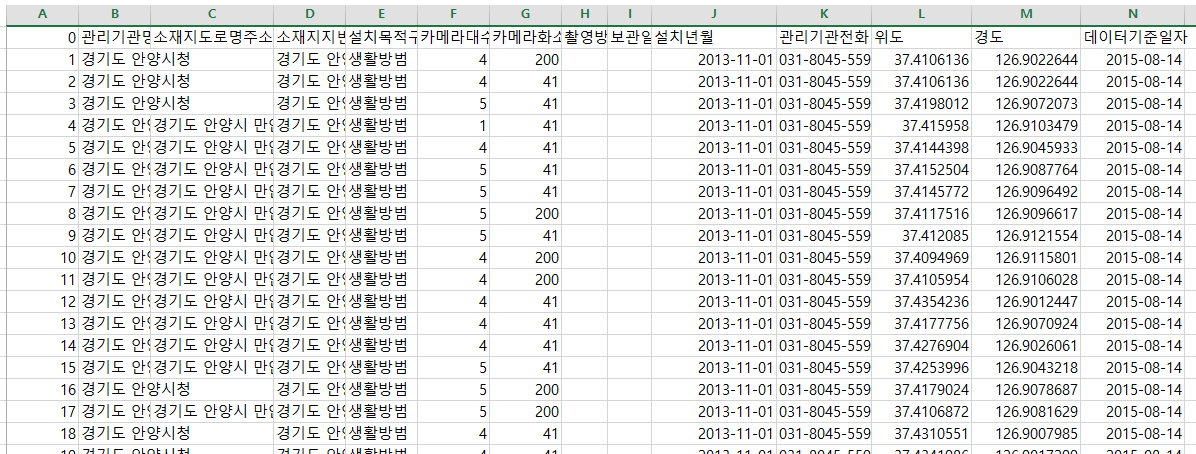 A B C D E F G H I J K L M N
0 관리기관명 소재지도로명주소 소재지지번 설치목적구 카메라대수 카메라화소 촬영방 보관일 설치년월 관리기관전화 위도 경도 데이터기준일자
1 경기도 안양시청 경기도 안 생활방범 4 200 2013-11-01 031-8045-559 37.4106136 126.9022644 2015-08-14
2 경기도 안양시청 경기도 안 생활방범 4 41 2013-11-01 031-8045-559 37.4106136 126.9022644 2015-08-14
3 경기도 안양시청 경기도 안 생활방범 5 41 2013-11-01 031-8045-559 37.4198012 126.9072073 2015-08-14
4 경기도 안 경기도 안양시 만안 경기도 안 생활방범 1 41 2013-11-01 031-8045-559 37.415958 126.9103479 2015-08-14
5 경기도 안 경기도 안양시 만안 경기도 안 생활방범 4 41 2013-11-01 031-8045-559 37.4144398 126.9045933 2015-08-14
6 경기도 안 경기도 안양시 만안 경기도 안 생활방범 5 41 2013-11-01 031-8045-559 37.4152504 126.9087764 2015-08-14
7 경기도 안 경기도 안양시 만안 경기도 안 생활방범 5 41 2013-11-01 031-8045-559 37.4145772 126.9096492 2015-08-14
8 경기도 안 경기도 안양시 만안 경기도 안 생활방범 5 200 2013-11-01 031-8045-559 37.4117516 126.9096617 2015-08-14
9 경기도 안 경기도 안양시 만안 경기도 안 생활방범 5 41 2013-11-01 031-8045-559 37.412085 126.9121554 2015-08-14
10 경기도 안 경기도 안양시 만안 경기도 안 생활방범 4 200 2013-11-01 031-8045-559 37.4094969 126.9115801 2015-08-14
11 경기도 안 경기도 안양시 만안 경기도 안 생활방범 4 200 2013-11-01 031-8045-559 37.4105954 126.9106028 2015-08-14
12 경기도 안 경기도 안양시 만안 경기도 안 생활방범 4 41 2013-11-01 031-8045-559 37.4354236 126.9012447 2015-08-14
13 경기도 안 경기도 안양시 만안 경기도 안 생활방범 4 41 2013-11-01 031-8045-559 37.4177756 126.9070924 2015-08-14
14 경기도 안 경기도 안양시 만안 경기도 안 생활방범 4 41 2013-11-01 031-8045-559 37.4276904 126.9026061 2015-08-14
15 경기도 안 경기도 안양시 만안 경기도 안 생활방범 5 41 2013-11-01 031-8045-559 37.4253996 126.9043218 2015-08-14
16 경기도 안양시청 경기도 안 생활방범 5 200 2013-11-01 031-8045-559 37.4179024 126.9078687 2015-08-14
17 경기도 안 경기도 안양시 만안 경기도 안 생활방범 5 200 2013-11-01 031-8045-559 37.4106872 126.9081629 2015-08-14
18 경기도 안양시청 경기도 안 생활방범 4 41 2013-11-01 031-8045-559 37.4310551 126.9007985 2015-08-14